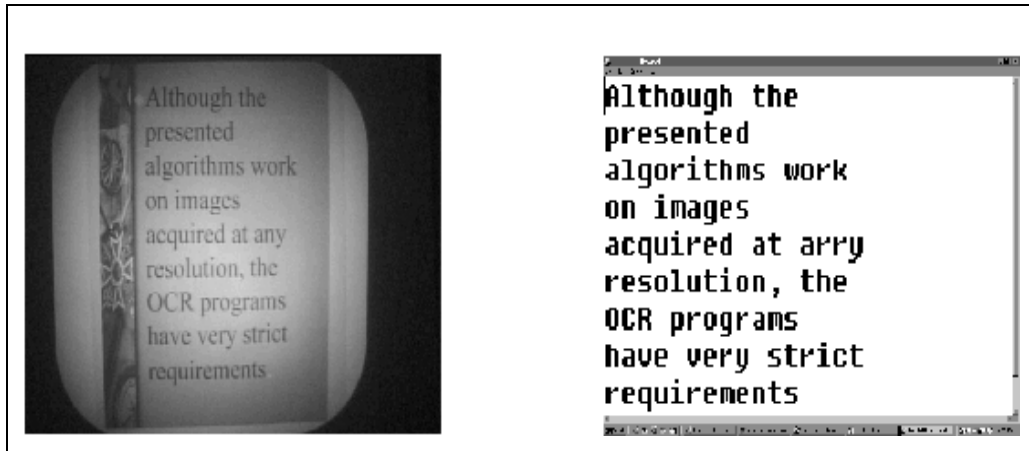 Although the
presented
algorithms work
on images
acquired at any
resolution, the
OCR programs
have very strict
requirements
Although the
presented
algorithms work
on images
acquired at arry
resolution, the
OCR programs
have very strict
requirements